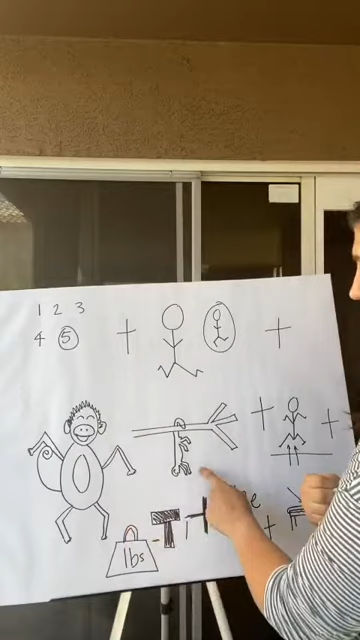 1 2 3
4 5
+ +
+ +
lbs - T